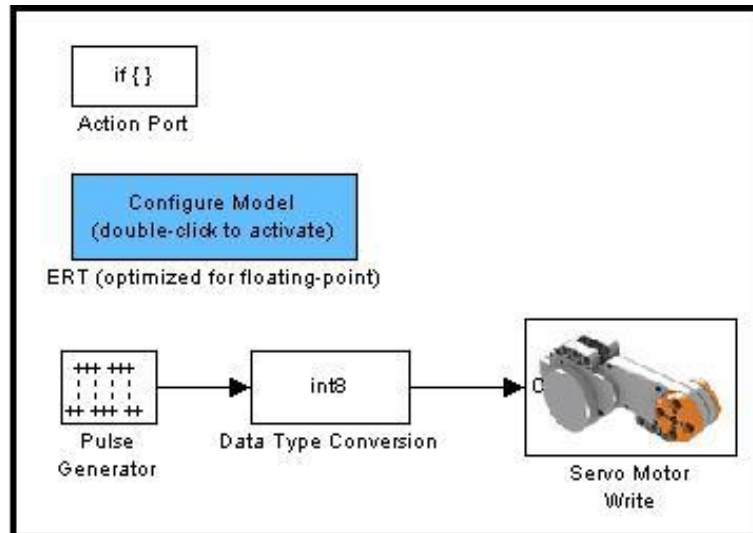 if { }
Action Port
Configure Model
(double-click to activate)
ERT (optimized for floating-point)
int8
C
Pulse
Generator
Data Type Conversion
Servo Motor
Write